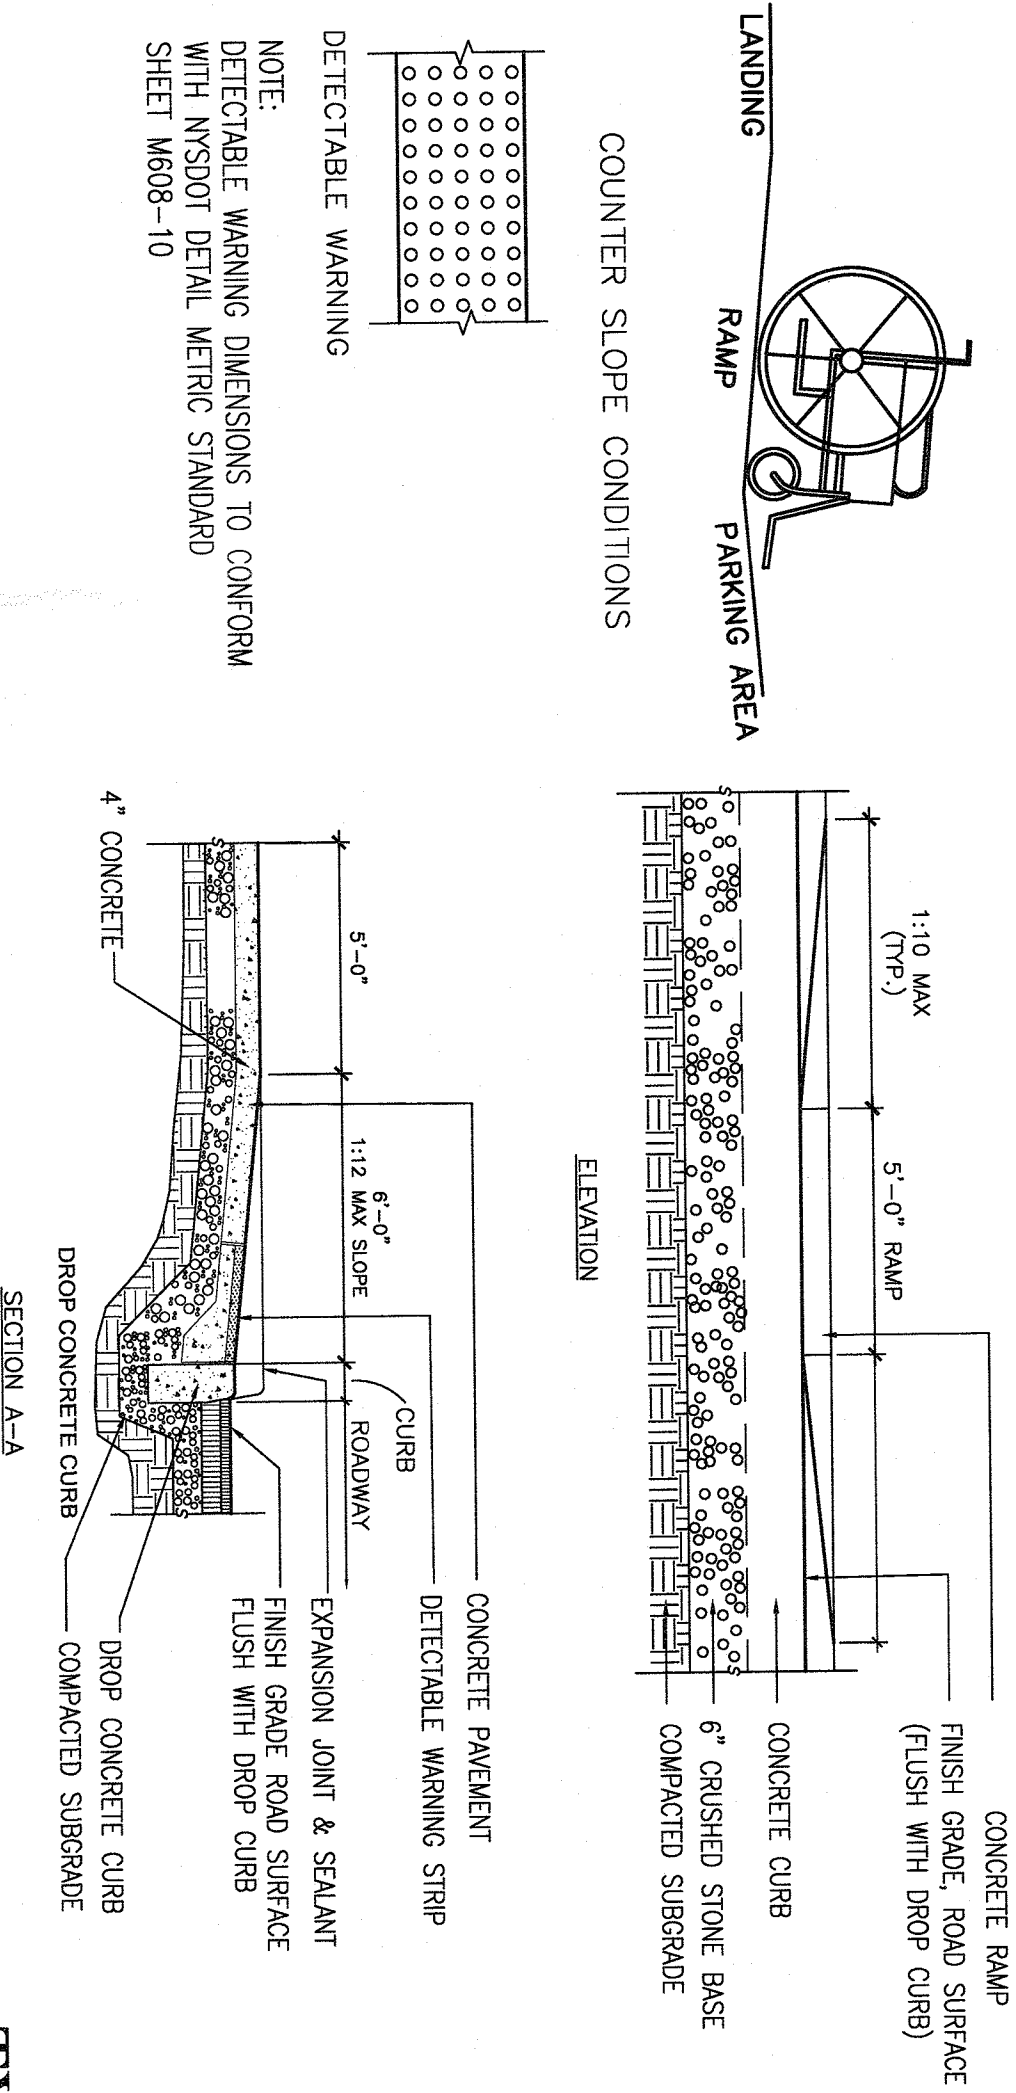 LANDING
RAMP
PARKING AREA
COUNTER SLOPE CONDITIONS
DETECTABLE WARNING
NOTE:
DETECTABLE WARNING DIMENSIONS TO CONFORM
WITH NYSDOT DETAIL METRIC STANDARD
SHEET M608-10
1:10 MAX
(TYP.)
5'-0" RAMP
CONCRETE RAMP
FINISH GRADE, ROAD SURFACE
(FLUSH WITH DROP CURB)
CONCRETE CURB
6" CRUSHED STONE BASE
COMPACTED SUBGRADE
S
S
ELEVATION
5'-0"
6'-0"
1:12 MAX SLOPE
CURB
ROADWAY
CONCRETE PAVEMENT
DETECTABLE WARNING STRIP
EXPANSION JOINT & SEALANT
FINISH GRADE ROAD SURFACE
FLUSH WITH DROP CURB
DROP CONCRETE CURB
COMPACTED SUBGRADE
4" CONCRETE
S
S
DROP CONCRETE CURB
SECTION A-A